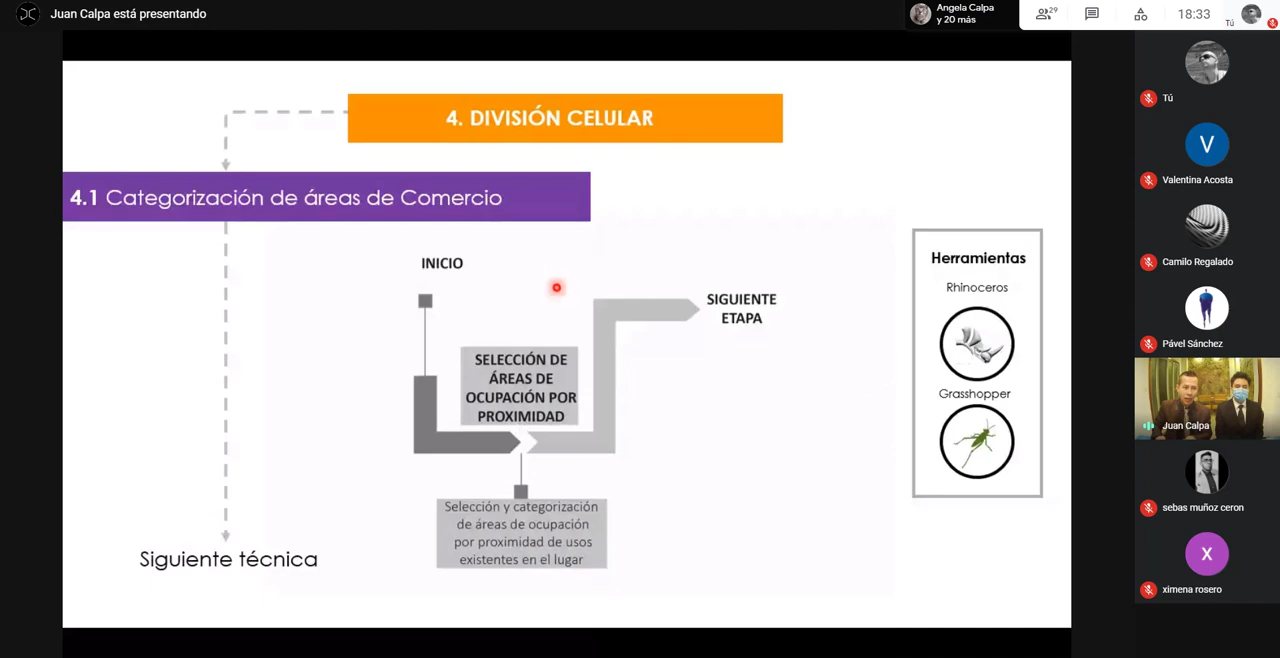 Juan Calpa está presentando
Angela Calpa
y 20 más
29
18:33
Tú
4. DIVISIÓN CELULAR
4.1 Categorización de áreas de Comercio
INICIO
SIGUIENTE
ETAPA
SELECCIÓN DE
ÁREAS DE
OCUPACIÓN POR
PROXIMIDAD
Selección y categorización
de áreas de ocupación
por proximidad de usos
existentes en el lugar
Siguiente técnica
Herramientas
Rhinoceros
Grasshopper
Tú
V
Valentina Acosta
Camilo Regalado
Pável Sánchez
Juan Calpa
sebas muñoz ceron
X
ximena rosero